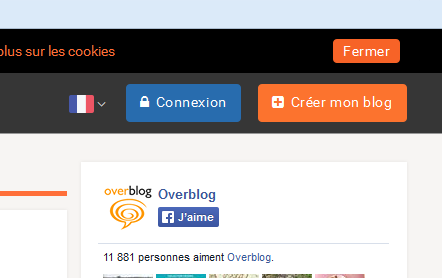 plus sur les cookies
Fermer
Connexion
Créer mon blog
overblog
Overblog
J'aime
11 881 personnes aiment Overblog.